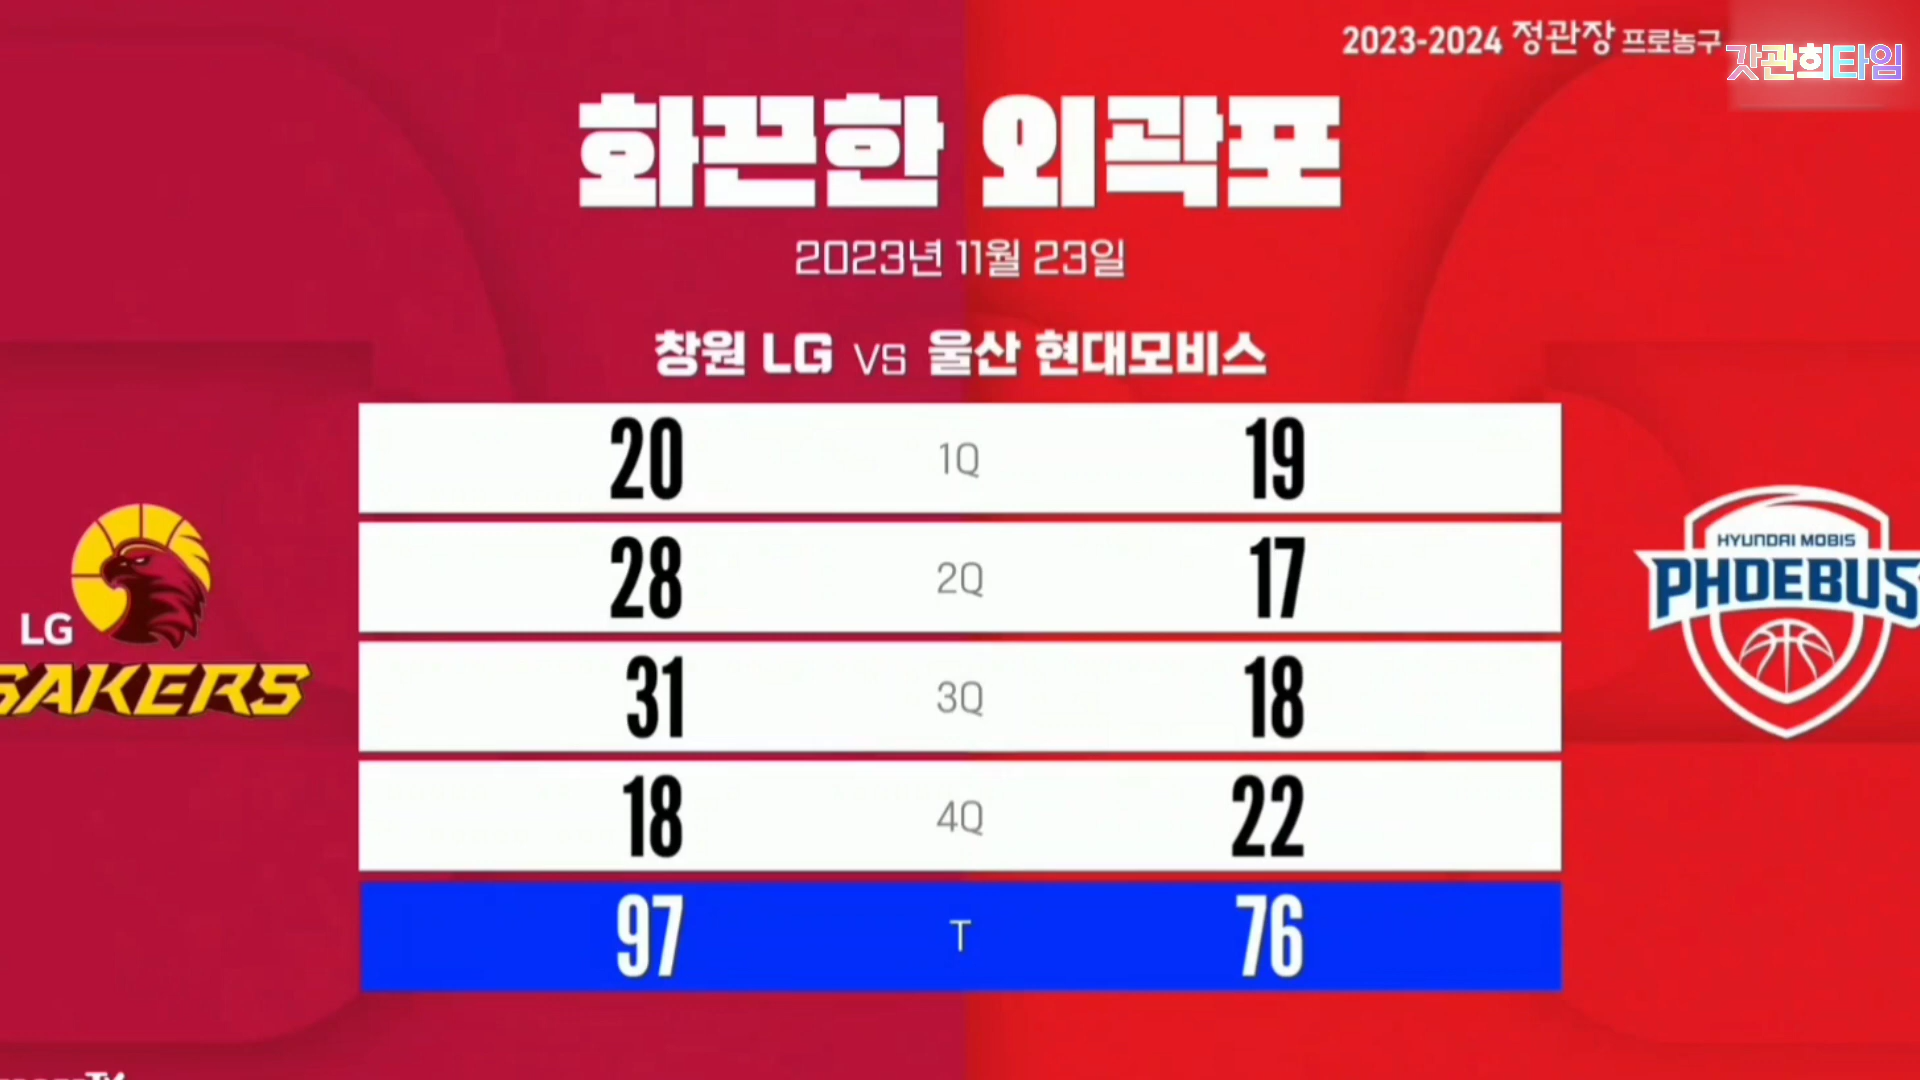 2023-2024 정관장 프로농구
갓관희타임
화끈한 외곽포
2023년 11월 23일
창원 LG VS 울산 현대모비스
20 1Q 19
28 2Q 17
31 3Q 18
18 4Q 22
97 T 76
LG
SAKERS
HYUNDAI MOBIS
PHOEBUS